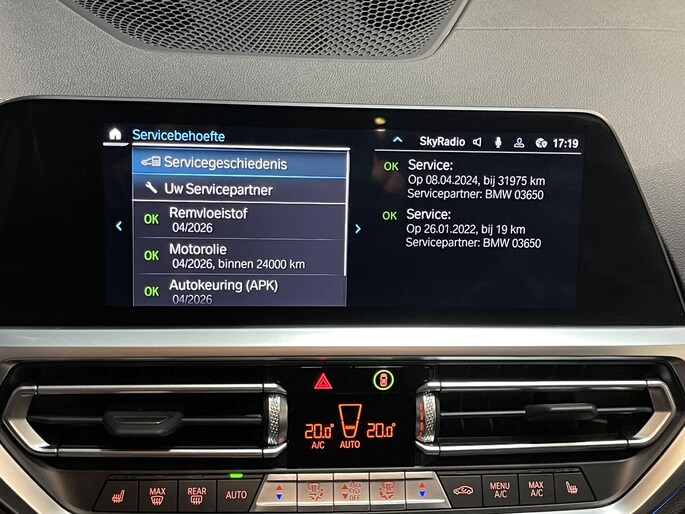 Servicebehoefte
SkyRadio 17:19
Servicegeschiedenis
Uw Servicepartner
OK Remvloeistof
04/2026
OK Motorolie
04/2026, binnen 24000 km
OK Autokeuring (APK)
04/2026
OK Service:
Op 08.04.2024, bij 31975 km
Servicepartner: BMW 03650
OK Service:
Op 26.01.2022, bij 19 km
Servicepartner: BMW 03650
20.0° 20.0°
A/C AUTO
MAX
REAR
AUTO
OFF
MENU
A/C
MAX
A/C